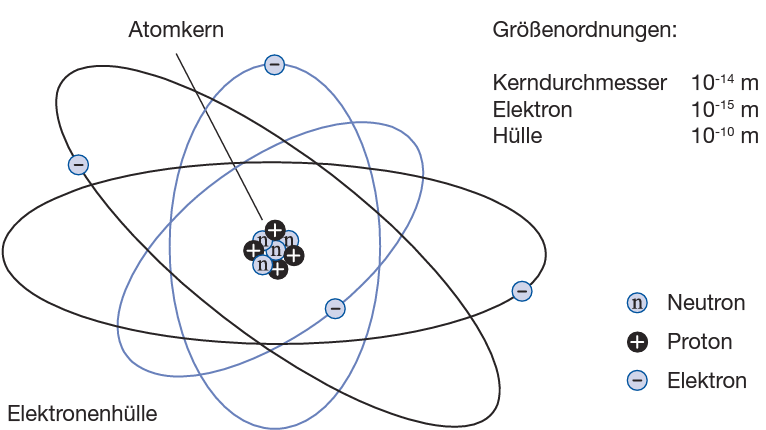 Atomkern
Größenordnungen:
Kerndurchmesser 10⁻¹⁴ m
Elektron 10⁻¹⁵ m
Hülle 10⁻¹⁰ m
−
−
+
n n
+ n +
n +
−
−
n Neutron
+ Proton
− Elektron
Elektronenhülle